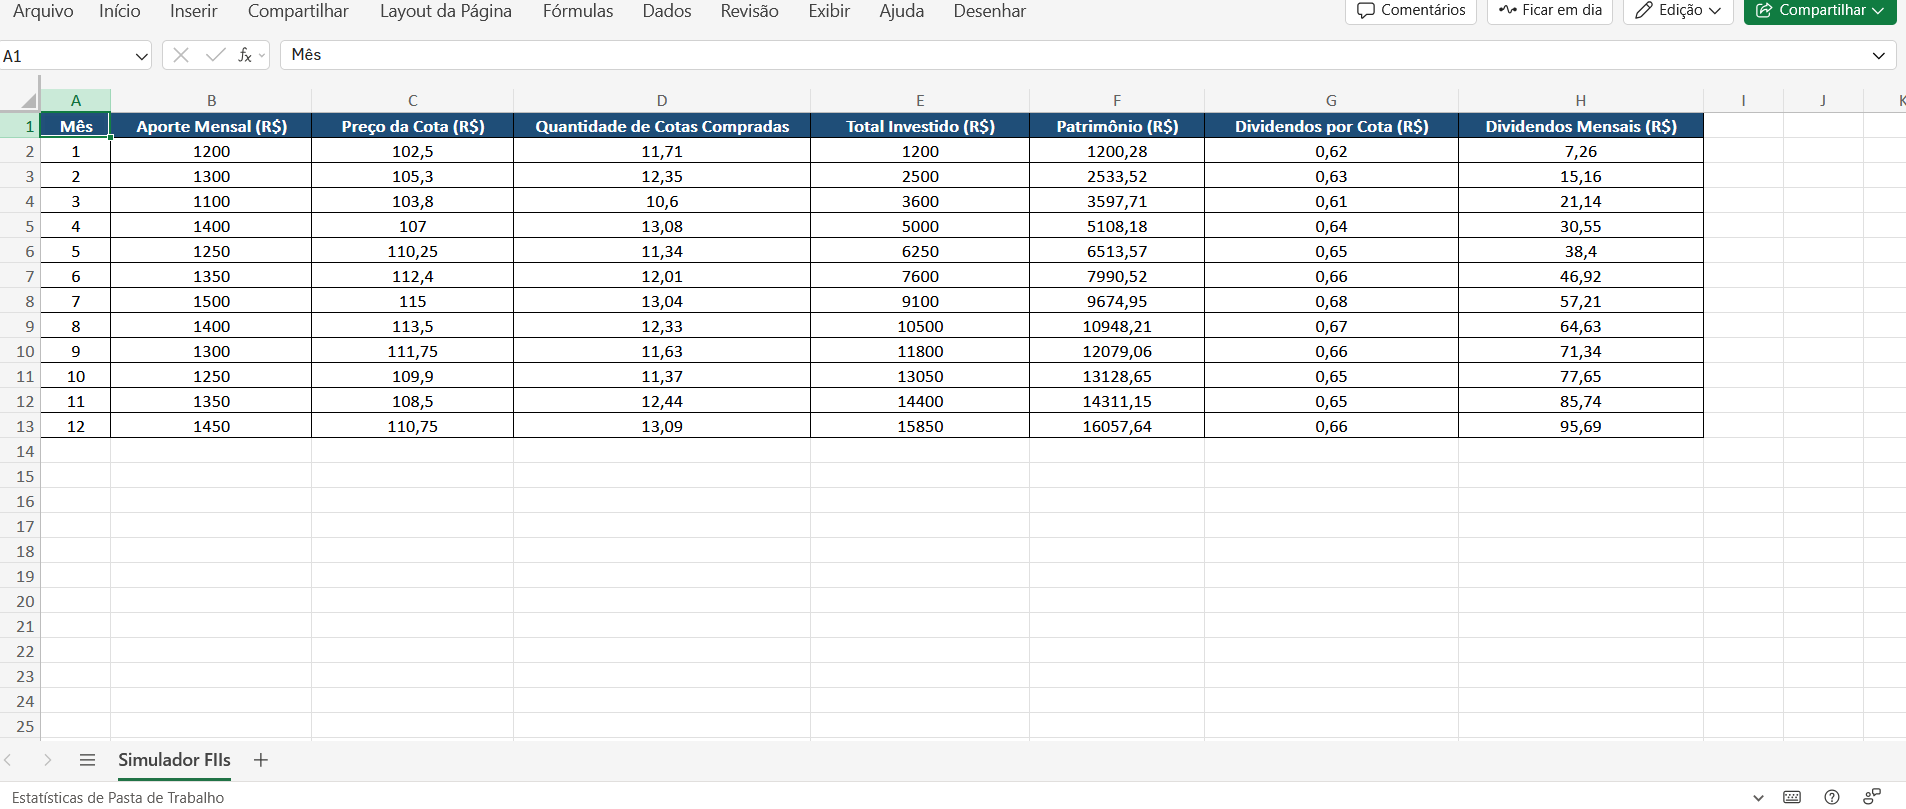 Arquivo Início Inserir Compartilhar Layout da Página Fórmulas Dados Revisão Exibir Ajuda Desenhar Comentários Ficar em dia Edição Compartilhar
A1 fx Mês
A B C D E F G H I J K
1 Mês Aporte Mensal (R$) Preço da Cota (R$) Quantidade de Cotas Compradas Total Investido (R$) Patrimônio (R$) Dividendos por Cota (R$) Dividendos Mensais (R$)
2 1 1200 102,5 11,71 1200 1200,28 0,62 7,26
3 2 1300 105,3 12,35 2500 2533,52 0,63 15,16
4 3 1100 103,8 10,6 3600 3597,71 0,61 21,14
5 4 1400 107 13,08 5000 5108,18 0,64 30,55
6 5 1250 110,25 11,34 6250 6513,57 0,65 38,4
7 6 1350 112,4 12,01 7600 7990,52 0,66 46,92
8 7 1500 115 13,04 9100 9674,95 0,68 57,21
9 8 1400 113,5 12,33 10500 10948,21 0,67 64,63
10 9 1300 111,75 11,63 11800 12079,06 0,66 71,34
11 10 1250 109,9 11,37 13050 13128,65 0,65 77,65
12 11 1350 108,5 12,44 14400 14311,15 0,65 85,74
13 12 1450 110,75 13,09 15850 16057,64 0,66 95,69
14
15
16
17
18
19
20
21
22
23
24
25
Simulador FIIs
Estatísticas de Pasta de Trabalho